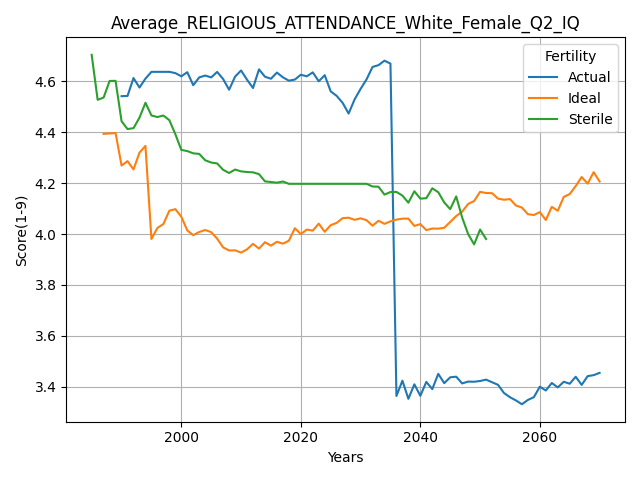 Average_RELIGIOUS_ATTENDANCE_White_Female_Q2_IQ
Fertility
Actual
Ideal
Sterile
Score(1-9)
4.6
4.4
4.2
4.0
3.8
3.6
3.4
2000
2020
2040
2060
Years